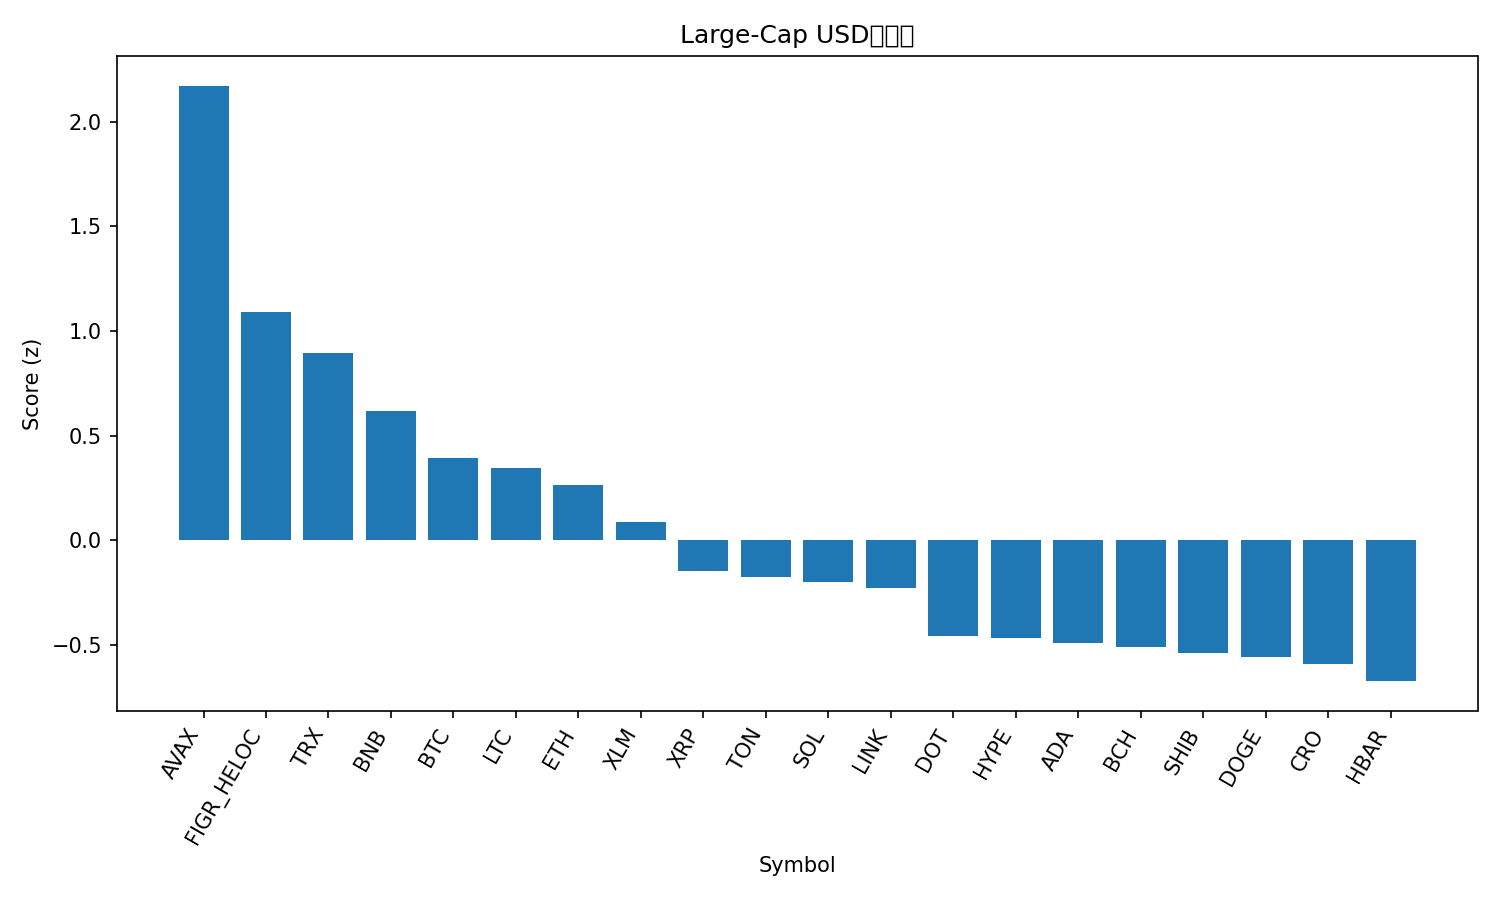 Large-Cap USD
2.0
1.5
1.0
0.5
0.0
−0.5
Score (z)
AVAX
FIGR_HELOC
TRX
BNB
BTC
LTC
ETH
XLM
XRP
TON
SOL
LINK
DOT
HYPE
ADA
BCH
SHIB
DOGE
CRO
HBAR
Symbol